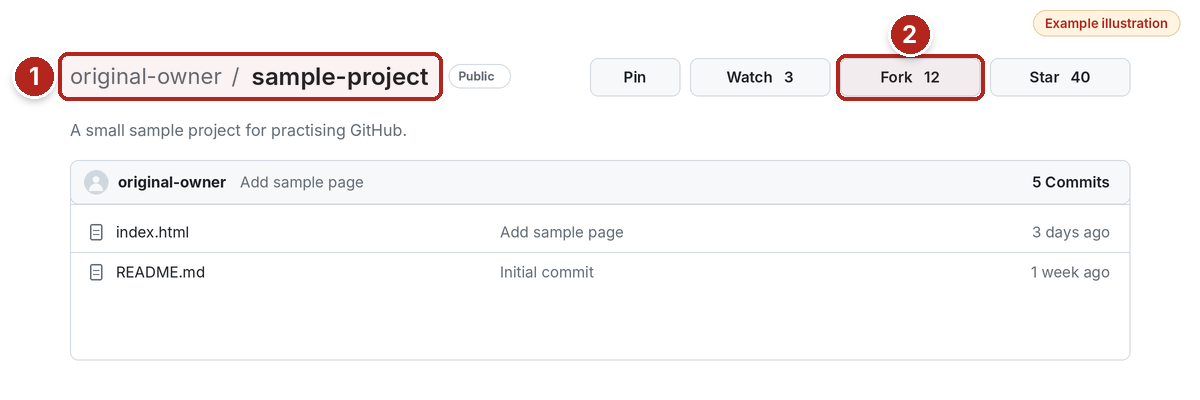 Example illustration
2
1
original-owner / sample-project Public Pin Watch 3 Fork 12 Star 40
A small sample project for practising GitHub.
original-owner Add sample page 5 Commits
index.html Add sample page 3 days ago
README.md Initial commit 1 week ago